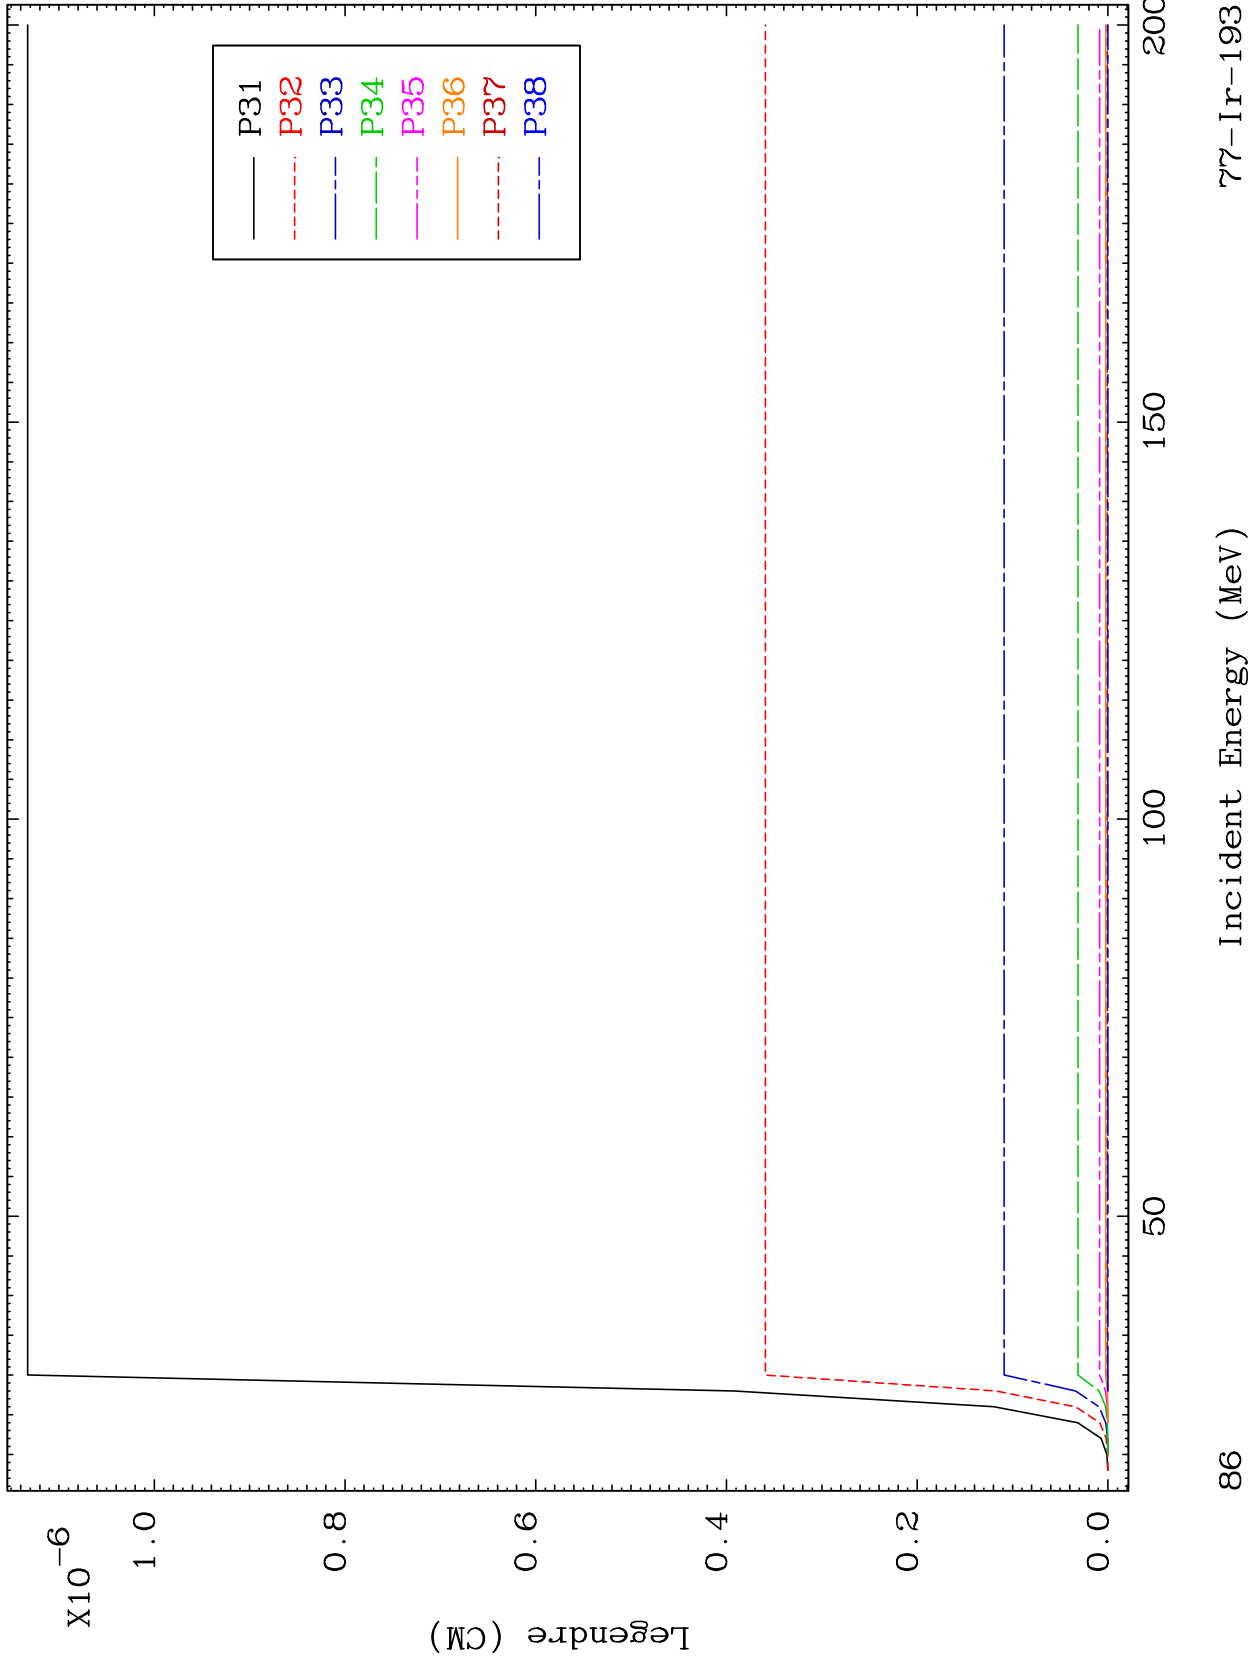 X10-6
1.0
0.8
0.6
0.4
0.2
0.0
Legendre (CM)
P31
P32
P33
P34
P35
P36
P37
P38
50
100
150
200
86
Incident Energy (MeV)
77-Ir-193